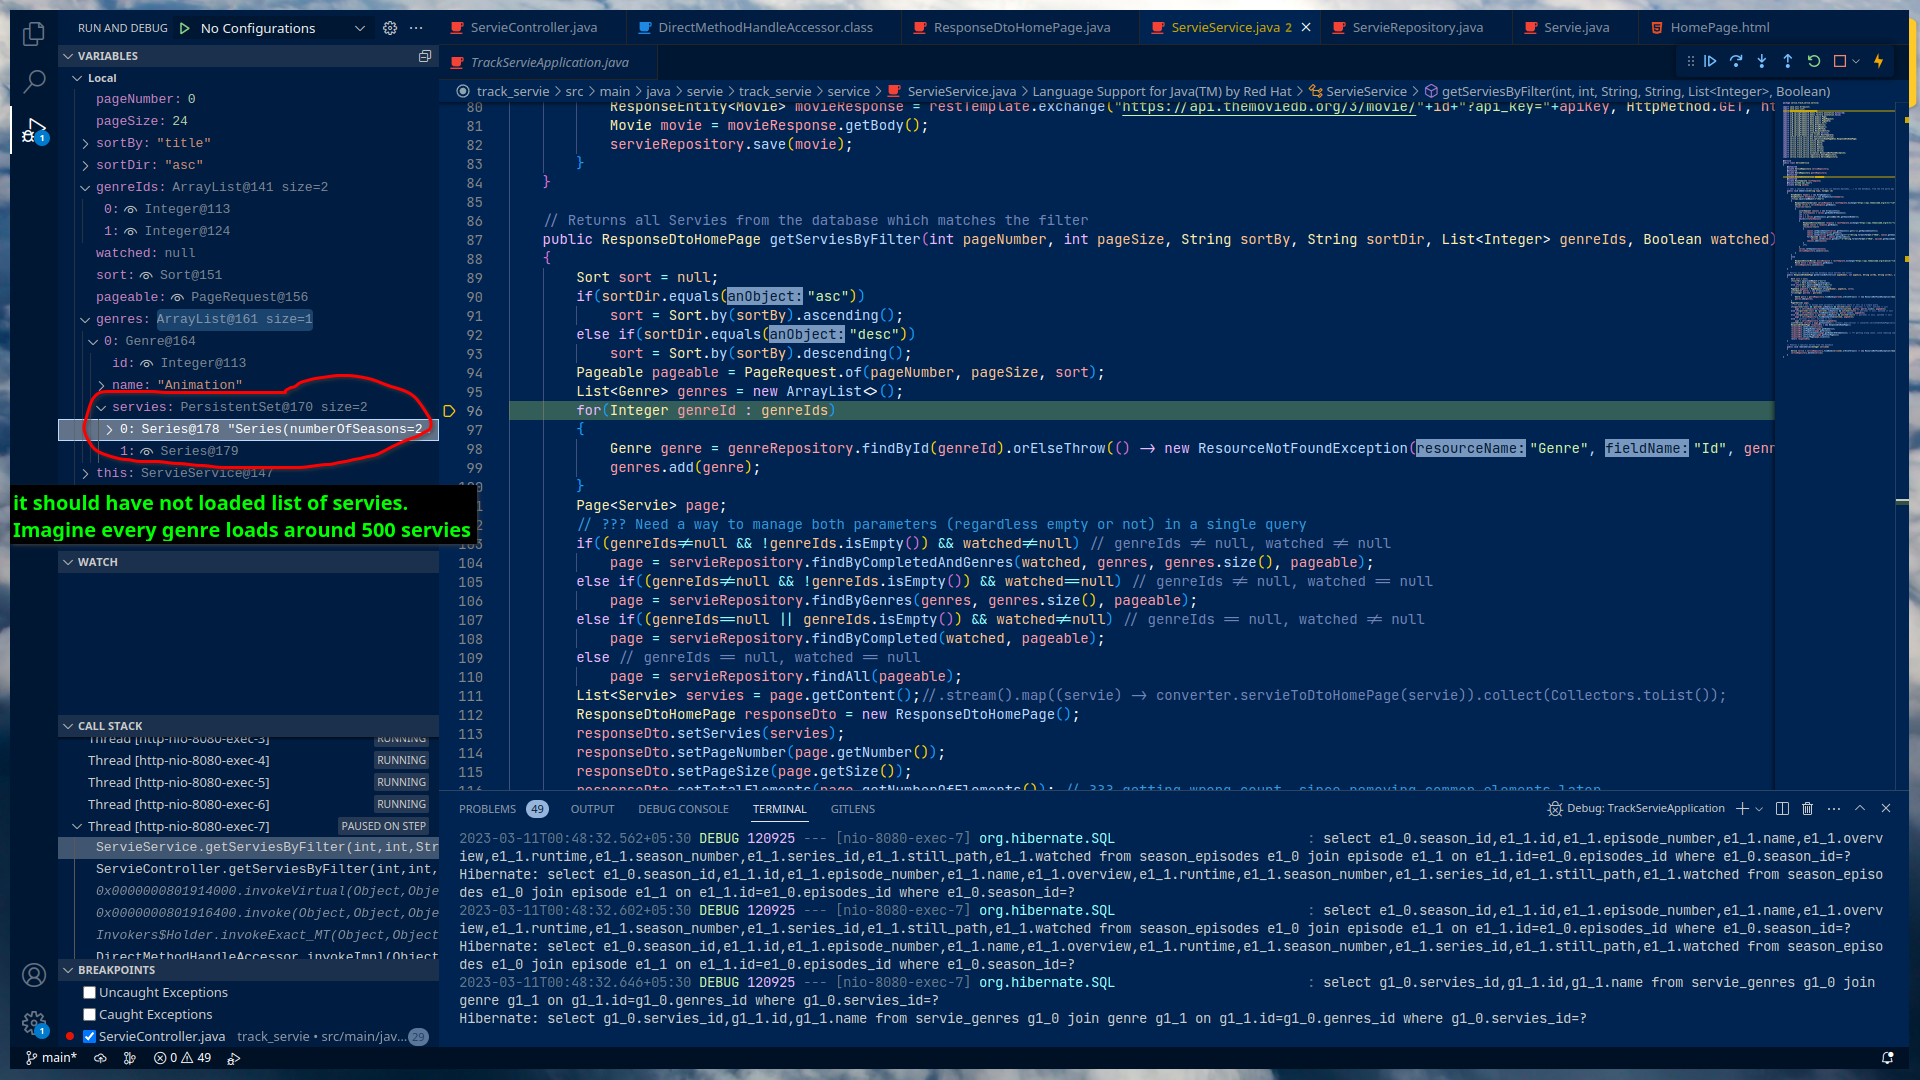 RUN AND DEBUG
No Configurations
ServieController.java
DirectMethodHandleAccessor.class
ResponseDtoHomePage.java
ServieService.java 2
ServieRepository.java
Servie.java
HomePage.html
VARIABLES
TrackServieApplication.java
track_servie > src > main > java > servie > track_servie > service > ServieService.java > Language Support for Java(TM) by Red Hat > ServieService > getServiesByFilter(int, int, String, String, List<Integer>, Boolean)
Local
pageNumber: 0
pageSize: 24
sortBy: "title"
sortDir: "asc"
genreIds: ArrayList@141 size=2
0: Integer@113
1: Integer@124
watched: null
sort: Sort@151
pageable: PageRequest@156
genres: ArrayList@161 size=1
0: Genre@164
id: Integer@113
name: "Animation"
servies: PersistentSet@170 size=2
0: Series@178 "Series(numberOfSeasons=2
1: Series@179
this: ServieService@147
it should have not loaded list of servies.
Imagine every genre loads around 500 servies
WATCH
CALL STACK
Thread [http-nio-8080-exec-3] RUNNING
Thread [http-nio-8080-exec-4] RUNNING
Thread [http-nio-8080-exec-5] RUNNING
Thread [http-nio-8080-exec-6] RUNNING
Thread [http-nio-8080-exec-7] PAUSED ON STEP
ServieService.getServiesByFilter(int,int,Str
ServieController.getServiesByFilter(int,int,
0x0000000801914000.invokeVirtual(Object,Obje
0x0000000801916400.invoke(Object,Object,Obje
Invokers$Holder.invokeExact_MT(Object,Object
DirectMethodHandleAccessor.invokeImpl(Object
BREAKPOINTS
Uncaught Exceptions
Caught Exceptions
ServieController.java track_servie • src/main/jav... 29
80 ResponseEntity<Movie> movieResponse = restTemplate.exchange("https://api.themoviedb.org/3/movie/"+id+"?api_key="+apiKey, HttpMethod.GET, ht
81 Movie movie = movieResponse.getBody();
82 servieRepository.save(movie);
83 }
84 }
85
86 // Returns all Servies from the database which matches the filter
87 public ResponseDtoHomePage getServiesByFilter(int pageNumber, int pageSize, String sortBy, String sortDir, List<Integer> genreIds, Boolean watched)
88 {
89 Sort sort = null;
90 if(sortDir.equals(anObject: "asc"))
91 sort = Sort.by(sortBy).ascending();
92 else if(sortDir.equals(anObject: "desc"))
93 sort = Sort.by(sortBy).descending();
94 Pageable pageable = PageRequest.of(pageNumber, pageSize, sort);
95 List<Genre> genres = new ArrayList<>();
96 for(Integer genreId : genreIds)
97 {
98 Genre genre = genreRepository.findById(genreId).orElseThrow(() -> new ResourceNotFoundException(resourceName: "Genre", fieldName: "Id", genr
99 genres.add(genre);
}
Page<Servie> page;
// ??? Need a way to manage both parameters (regardless empty or not) in a single query
103 if((genreIds!=null && !genreIds.isEmpty()) && watched!=null) // genreIds != null, watched != null
104 page = servieRepository.findByCompletedAndGenres(watched, genres, genres.size(), pageable);
105 else if((genreIds!=null && !genreIds.isEmpty()) && watched==null) // genreIds != null, watched == null
106 page = servieRepository.findByGenres(genres, genres.size(), pageable);
107 else if((genreIds==null || genreIds.isEmpty()) && watched!=null) // genreIds == null, watched != null
108 page = servieRepository.findByCompleted(watched, pageable);
109 else // genreIds == null, watched == null
110 page = servieRepository.findAll(pageable);
111 List<Servie> servies = page.getContent();//.stream().map((servie) -> converter.servieToDtoHomePage(servie)).collect(Collectors.toList());
112 ResponseDtoHomePage responseDto = new ResponseDtoHomePage();
113 responseDto.setServies(servies);
114 responseDto.setPageNumber(page.getNumber());
115 responseDto.setPageSize(page.getSize());
116 responseDto.setTotalElements(page.getNumberOfElements()); // ??? getting wrong count, since removing common elements later
PROBLEMS 49
OUTPUT
DEBUG CONSOLE
TERMINAL
GITLENS
Debug: TrackServieApplication
2023-03-11T00:48:32.562+05:30 DEBUG 120925 --- [nio-8080-exec-7] org.hibernate.SQL : select e1_0.season_id,e1_1.id,e1_1.episode_number,e1_1.name,e1_1.overv
iew,e1_1.runtime,e1_1.season_number,e1_1.series_id,e1_1.still_path,e1_1.watched from season_episodes e1_0 join episode e1_1 on e1_1.id=e1_0.episodes_id where e1_0.season_id=?
Hibernate: select e1_0.season_id,e1_1.id,e1_1.episode_number,e1_1.name,e1_1.overview,e1_1.runtime,e1_1.season_number,e1_1.series_id,e1_1.still_path,e1_1.watched from season_episo
des e1_0 join episode e1_1 on e1_1.id=e1_0.episodes_id where e1_0.season_id=?
2023-03-11T00:48:32.602+05:30 DEBUG 120925 --- [nio-8080-exec-7] org.hibernate.SQL : select e1_0.season_id,e1_1.id,e1_1.episode_number,e1_1.name,e1_1.overv
iew,e1_1.runtime,e1_1.season_number,e1_1.series_id,e1_1.still_path,e1_1.watched from season_episodes e1_0 join episode e1_1 on e1_1.id=e1_0.episodes_id where e1_0.season_id=?
Hibernate: select e1_0.season_id,e1_1.id,e1_1.episode_number,e1_1.name,e1_1.overview,e1_1.runtime,e1_1.season_number,e1_1.series_id,e1_1.still_path,e1_1.watched from season_episo
des e1_0 join episode e1_1 on e1_1.id=e1_0.episodes_id where e1_0.season_id=?
2023-03-11T00:48:32.646+05:30 DEBUG 120925 --- [nio-8080-exec-7] org.hibernate.SQL : select g1_0.servies_id,g1_1.id,g1_1.name from servie_genres g1_0 join
genre g1_1 on g1_1.id=g1_0.genres_id where g1_0.servies_id=?
Hibernate: select g1_0.servies_id,g1_1.id,g1_1.name from servie_genres g1_0 join genre g1_1 on g1_1.id=g1_0.genres_id where g1_0.servies_id=?
main* 0 49